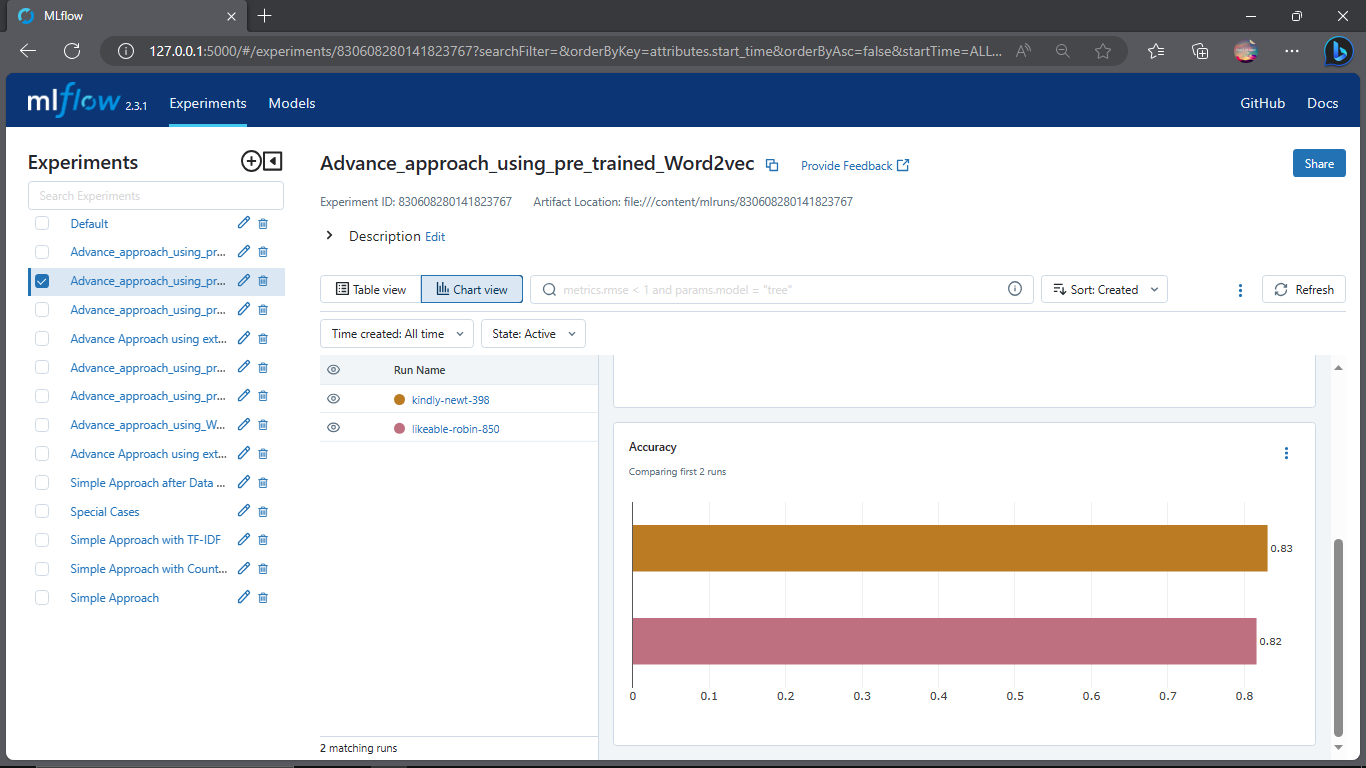 MLflow
127.0.0.1:5000/#/experiments/830608280141823767?searchFilter=&orderByKey=attributes.start_time&orderByAsc=false&startTime=ALL...
mlflow 2.3.1 Experiments Models GitHub Docs
Experiments
Search Experiments
Default
Advance_approach_using_pr...
Advance_approach_using_pr...
Advance_approach_using_pr...
Advance Approach using ext...
Advance_approach_using_pr...
Advance_approach_using_pr...
Advance_approach_using_W...
Advance Approach using ext...
Simple Approach after Data ...
Special Cases
Simple Approach with TF-IDF
Simple Approach with Count...
Simple Approach
Advance_approach_using_pre_trained_Word2vec Provide Feedback Share
Experiment ID: 830608280141823767 Artifact Location: file:///content/mlruns/830608280141823767
Description Edit
Table view Chart view metrics.rmse < 1 and params.model = "tree" Sort: Created Refresh
Time created: All time State: Active
Run Name
kindly-newt-398
likeable-robin-850
2 matching runs
Accuracy
Comparing first 2 runs
0.83
0.82
0 0.1 0.2 0.3 0.4 0.5 0.6 0.7 0.8